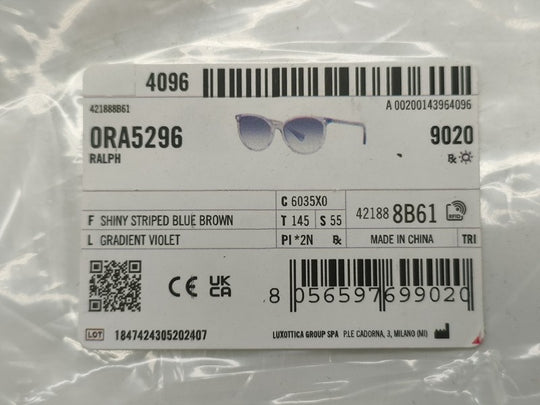 4096
421888B61
A 00200143964096
0RA5296
9020
RALPH
C 6035X0
F SHINY STRIPED BLUE BROWN
T 145 S 55
42188 8B61
RFID
L GRADIENT VIOLET
PI *2N
MADE IN CHINA
TRI
CE UK CA
8 056597 699020
LOT 1847424305202407
LUXOTTICA GROUP SPA P.LE CADORNA, 3, MILANO (MI)